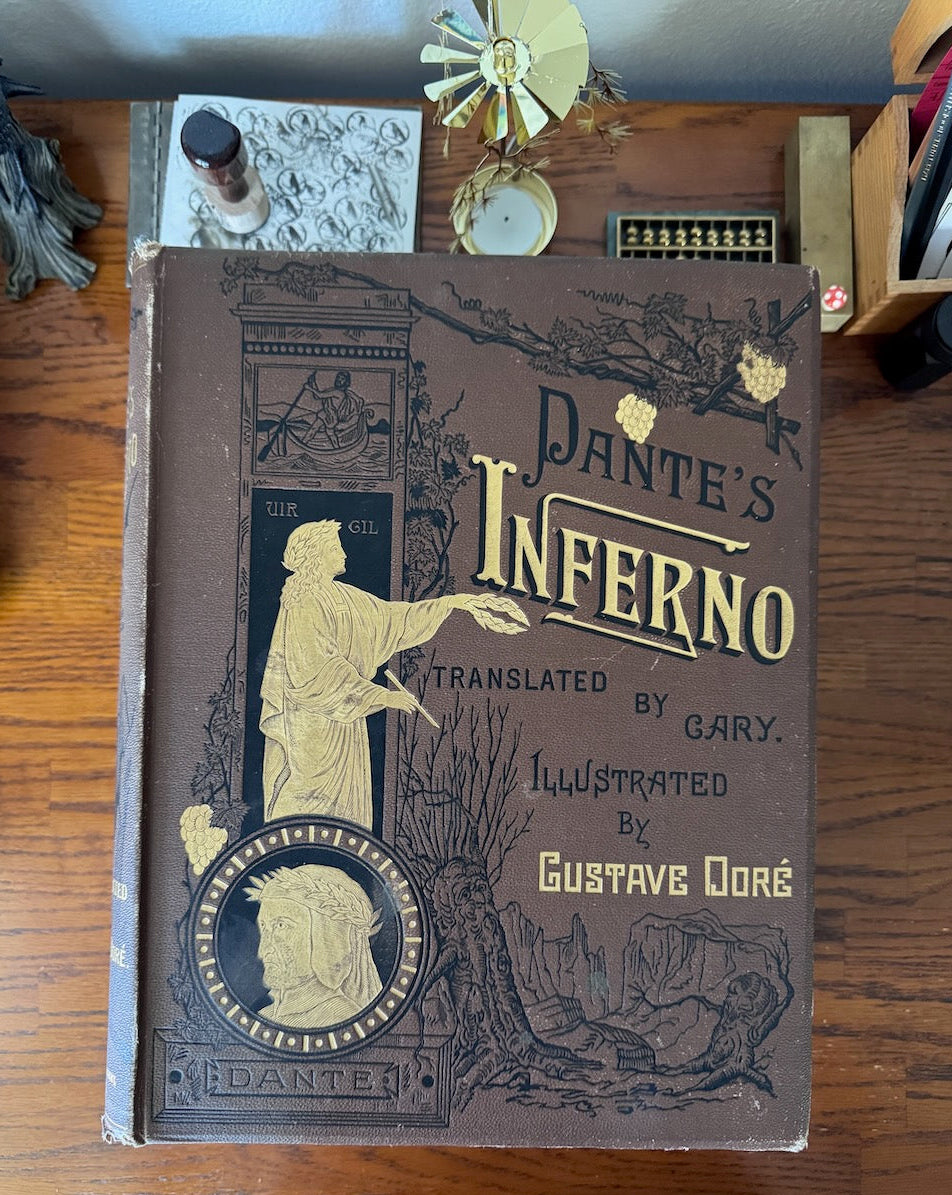 DANTE'S
INFERNO
TRANSLATED
BY
CARY.
ILLUSTRATED
BY
GUSTAVE DORÉ
UIR
GIL
DANTE